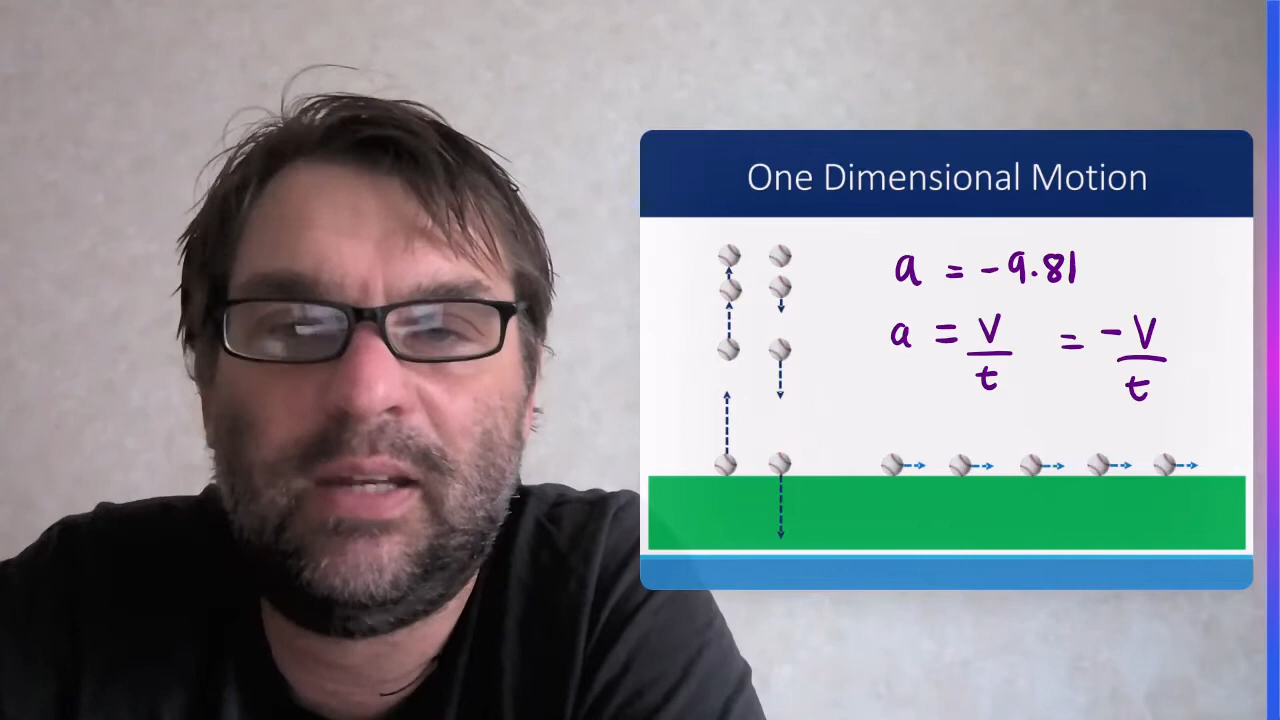 One Dimensional Motion
a = -9.81
a = v/t = -v/t